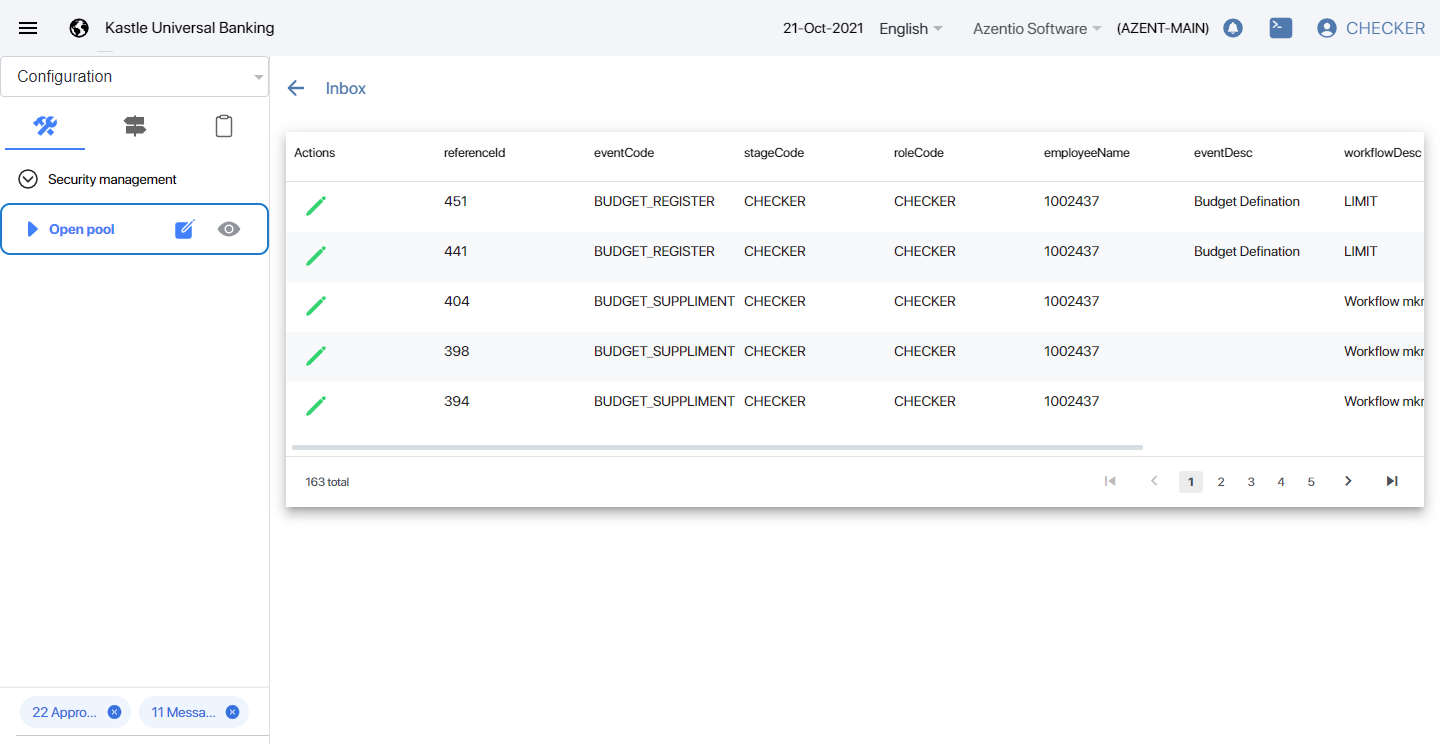 Kastle Universal Banking 21-Oct-2021 English Azentio Software (AZENT-MAIN) CHECKER
Configuration
Inbox
Security management
Open pool
Actions referenceId eventCode stageCode roleCode employeeName eventDesc workflowDesc
451 BUDGET_REGISTER CHECKER CHECKER 1002437 Budget Defination LIMIT
441 BUDGET_REGISTER CHECKER CHECKER 1002437 Budget Defination LIMIT
404 BUDGET_SUPPLIMENT CHECKER CHECKER 1002437 Workflow mkr
398 BUDGET_SUPPLIMENT CHECKER CHECKER 1002437 Workflow mkr
394 BUDGET_SUPPLIMENT CHECKER CHECKER 1002437 Workflow mkr
163 total 1 2 3 4 5
22 Appro... 11 Messa...